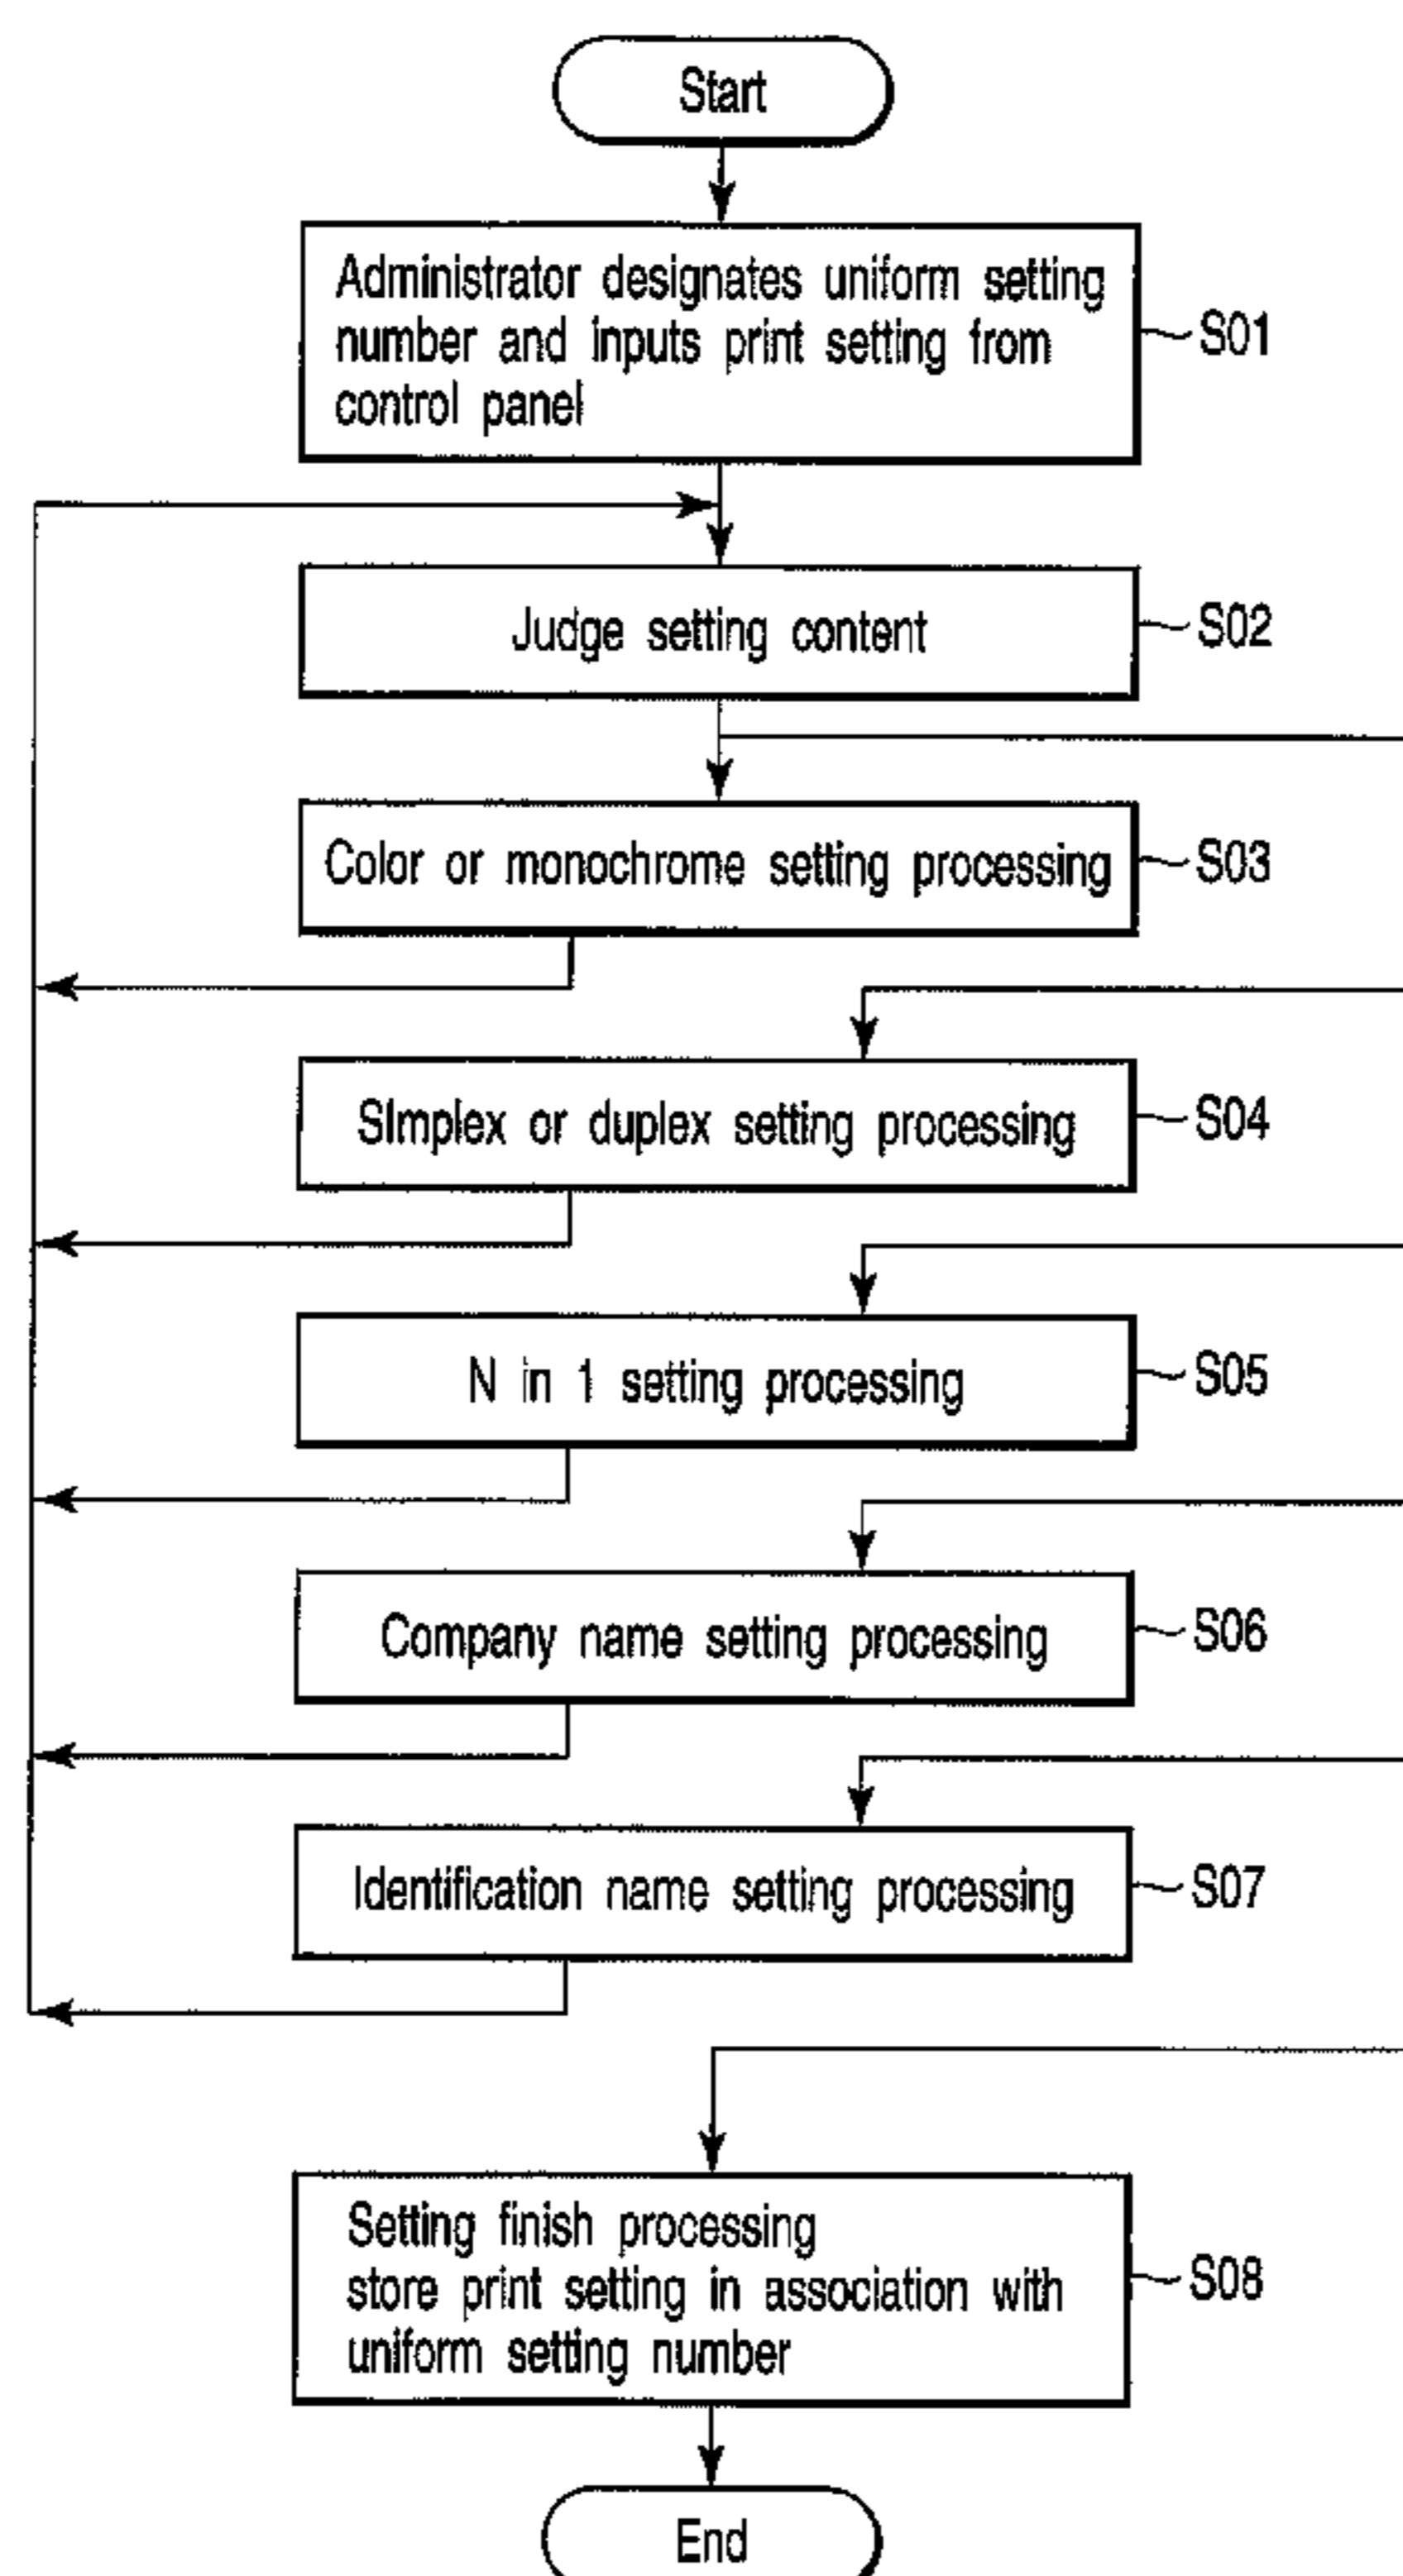 Start
Administrator designates uniform setting
number and inputs print setting from
control panel
S01
Judge setting content
S02
Color or monochrome setting processing
S03
SImplex or duplex setting processing
S04
N in 1 setting processing
S05
Company name setting processing
S06
Identification name setting processing
S07
Setting finish processing
store print setting in association with
uniform setting number
S08
End